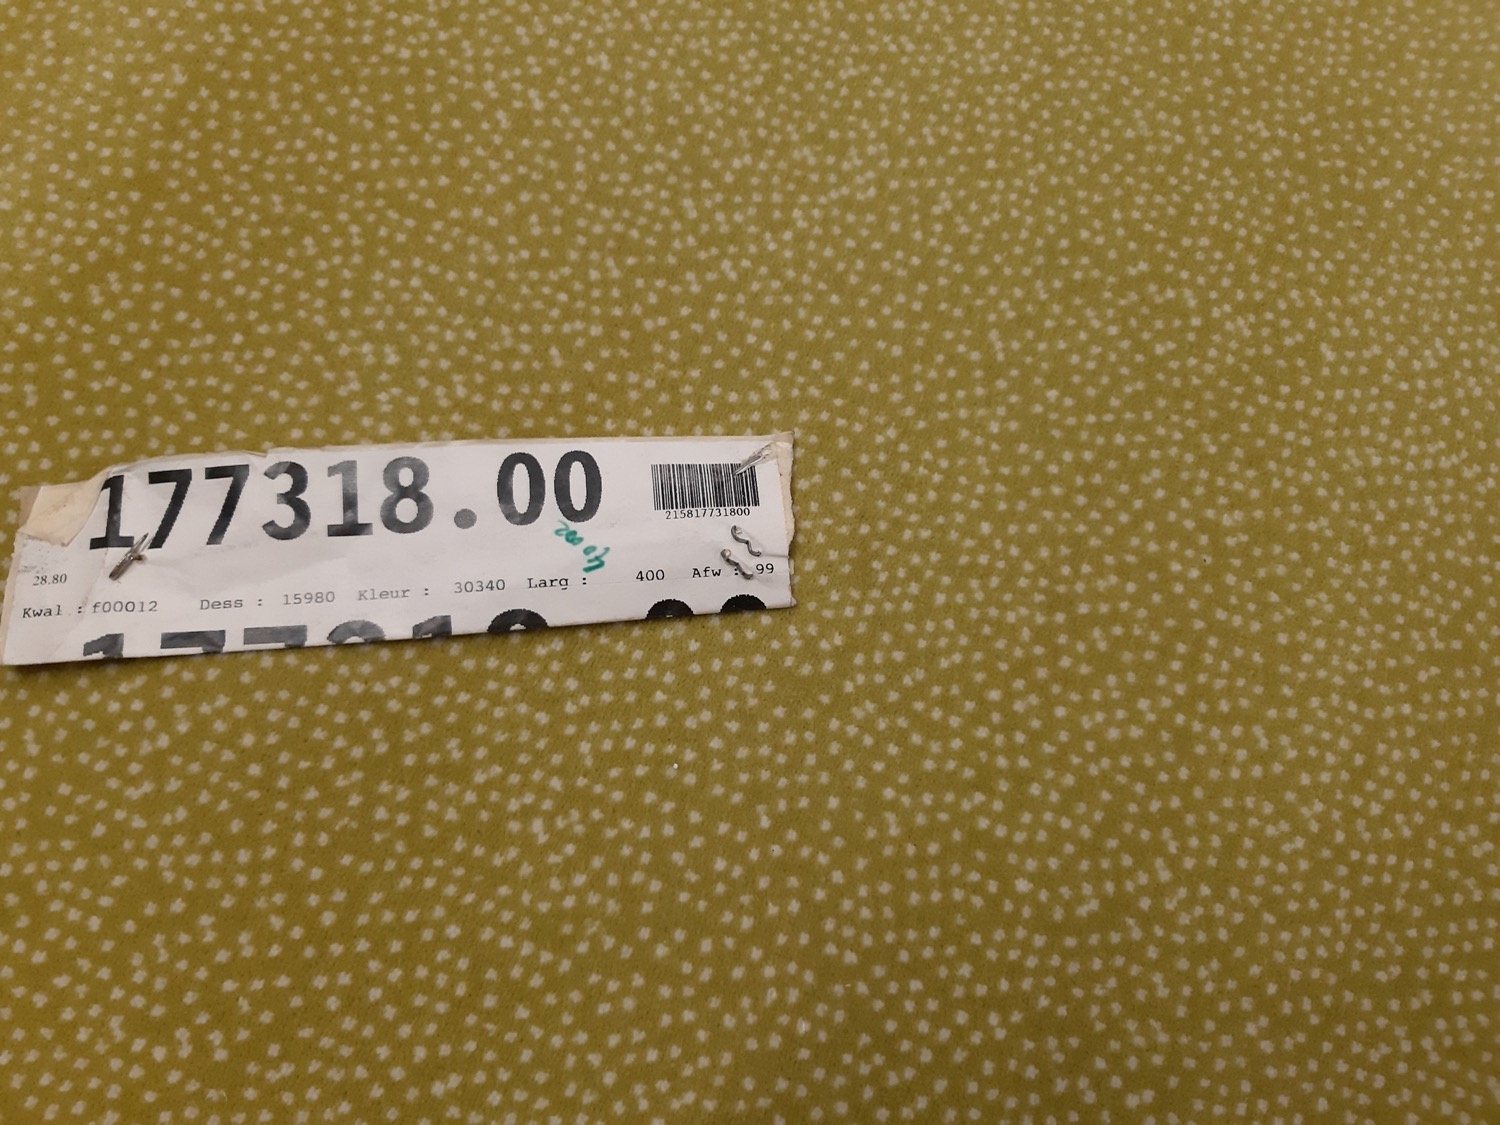 177318.00
215817731800
28.80
Kwal : f00012 Dess : 15980 Kleur : 30340 Larg : 400 Afw : 99